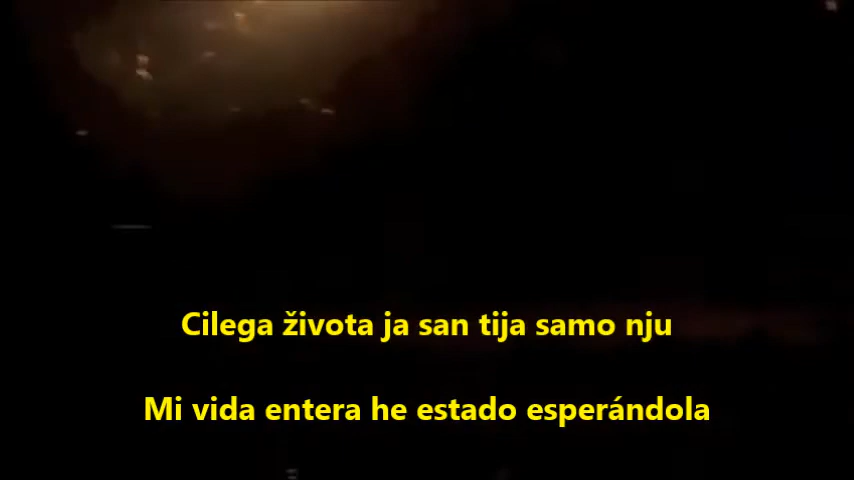 Cilega života ja san tija samo nju
Mi vida entera he estado esperándola